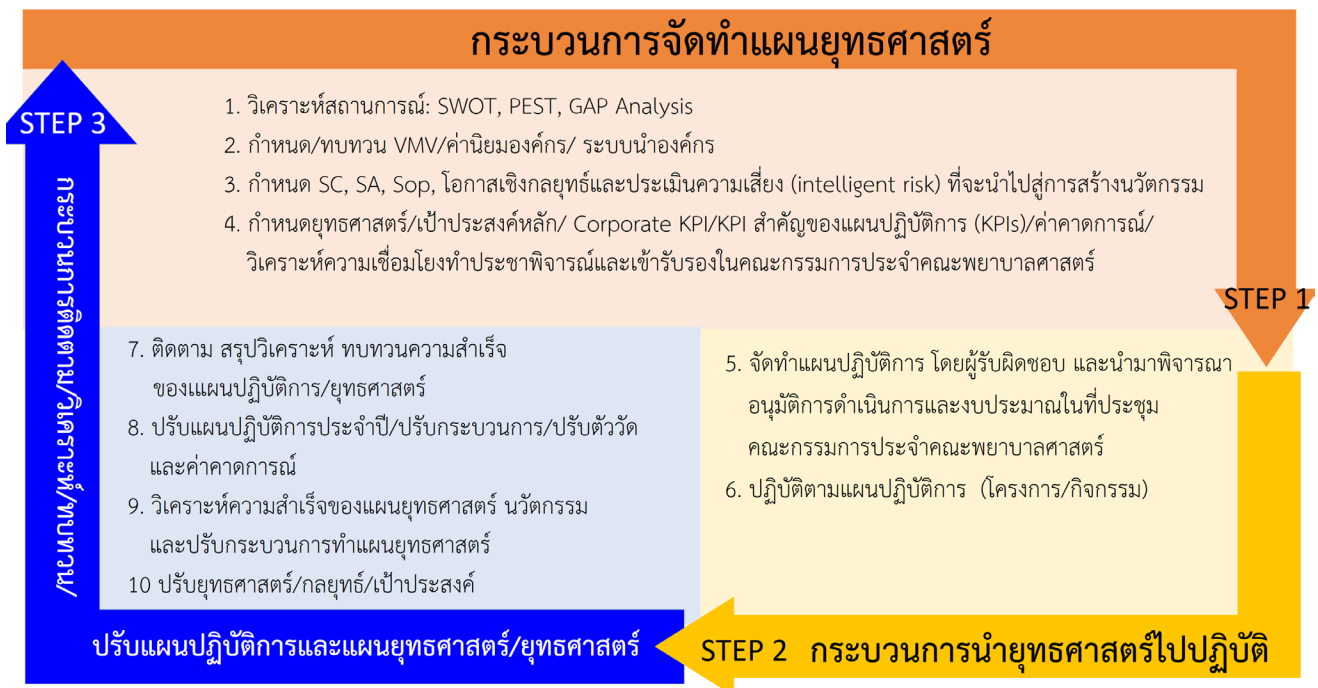 กระบวนการจัดทำแผนยุทธศาสตร์
1. วิเคราะห์สถานการณ์: SWOT, PEST, GAP Analysis
2. กำหนด/ทบทวน VMV/ค่านิยมองค์กร/ ระบบนำองค์กร
3. กำหนด SC, SA, Sop, โอกาสเชิงกลยุทธ์และประเมินความเสี่ยง (intelligent risk) ที่จะนำไปสู่การสร้างนวัตกรรม
4. กำหนดยุทธศาสตร์/เป้าประสงค์หลัก/ Corporate KPI/KPI สำคัญของแผนปฏิบัติการ (KPIs)/ค่าคาดการณ์/
วิเคราะห์ความเชื่อมโยงทำประชาพิจารณ์และเข้ารับรองในคณะกรรมการประจำคณะพยาบาลศาสตร์
STEP 1
5. จัดทำแผนปฏิบัติการ โดยผู้รับผิดชอบ และนำมาพิจารณา
อนุมัติการดำเนินการและงบประมาณในที่ประชุม
คณะกรรมการประจำคณะพยาบาลศาสตร์
6. ปฏิบัติตามแผนปฏิบัติการ (โครงการ/กิจกรรม)
STEP 2 กระบวนการนำยุทธศาสตร์ไปปฏิบัติ
7. ติดตาม สรุปวิเคราะห์ ทบทวนความสำเร็จ
ของแผนปฏิบัติการ/ยุทธศาสตร์
8. ปรับแผนปฏิบัติการประจำปี/ปรับกระบวนการ/ปรับตัววัด
และค่าคาดการณ์
9. วิเคราะห์ความสำเร็จของแผนยุทธศาสตร์ นวัตกรรม
และปรับกระบวนการทำแผนยุทธศาสตร์
10 ปรับยุทธศาสตร์/กลยุทธ์/เป้าประสงค์
STEP 3
กระบวนการติดตาม/วิเคราะห์/ทบทวน/
ปรับแผนปฏิบัติการและแผนยุทธศาสตร์/ยุทธศาสตร์